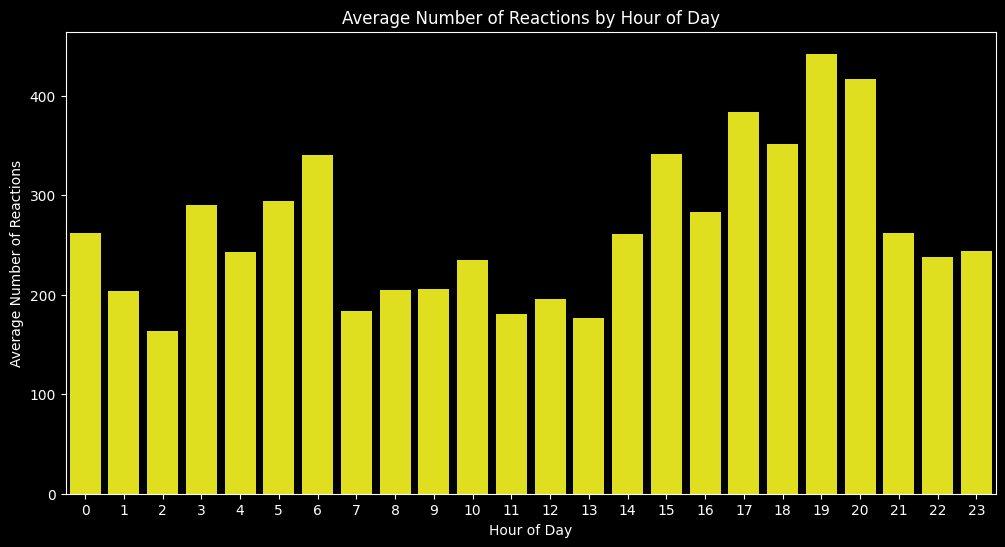 Average Number of Reactions by Hour of Day
Average Number of Reactions
400
300
200
100
0
0 1 2 3 4 5 6 7 8 9 10 11 12 13 14 15 16 17 18 19 20 21 22 23
Hour of Day